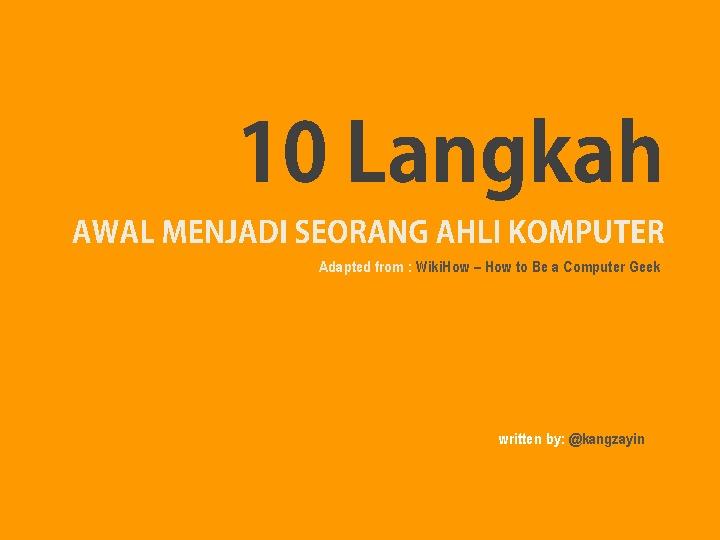 10 Langkah
AWAL MENJADI SEORANG AHLI KOMPUTER
Adapted from : WikiHow – How to Be a Computer Geek
written by: @kangzayin